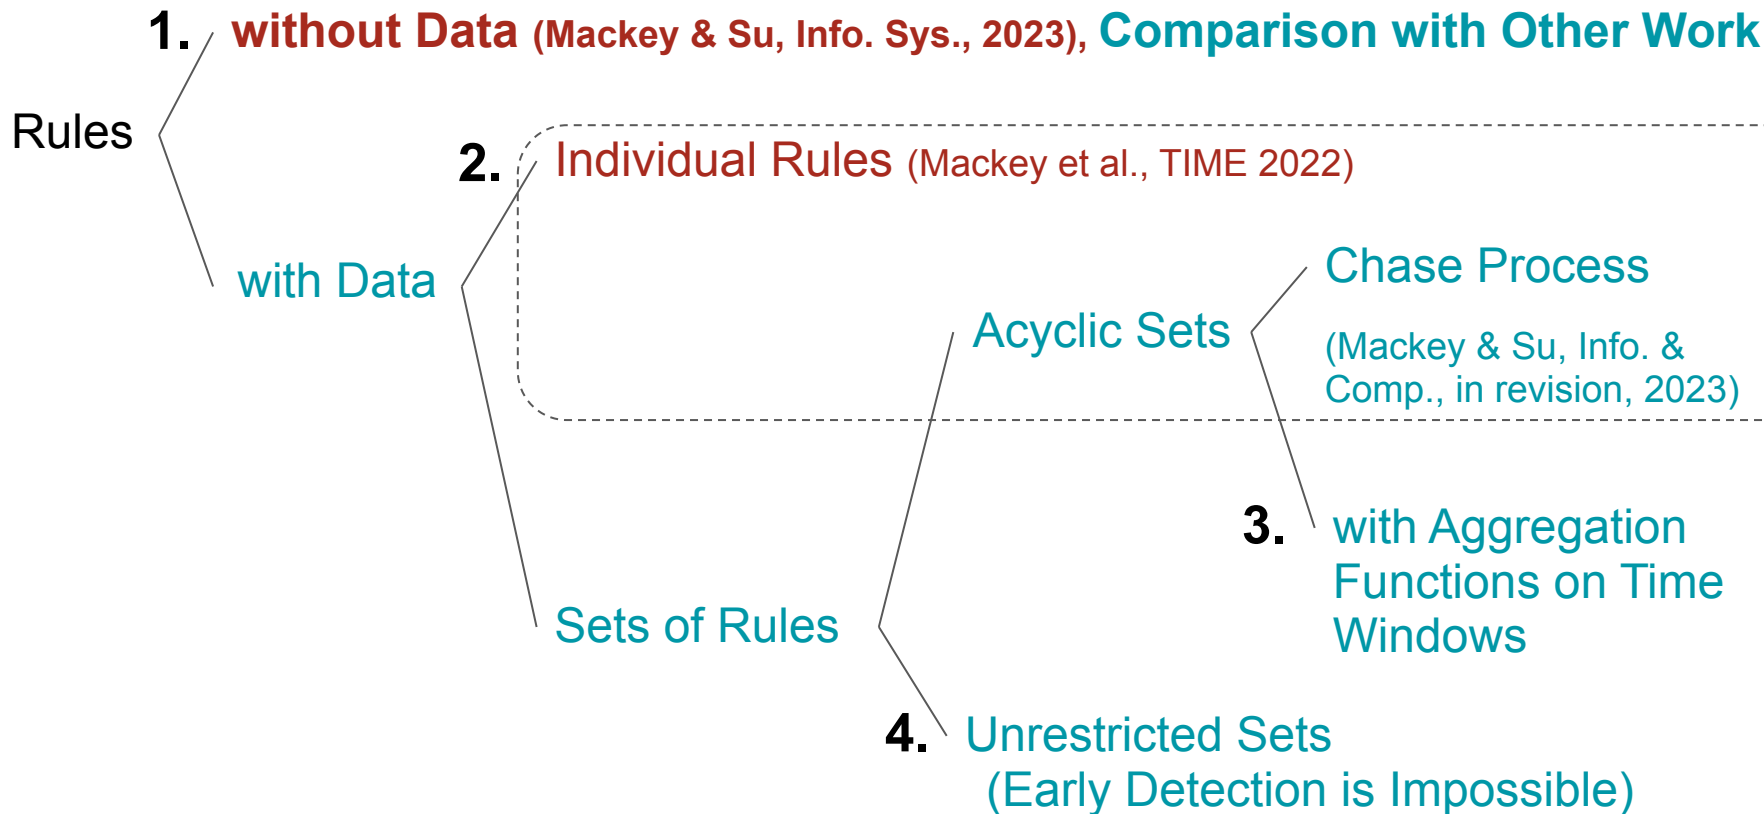 1. without Data (Mackey & Su, Info. Sys., 2023), Comparison with Other Work
Rules
2. Individual Rules (Mackey et al., TIME 2022)
with Data
Chase Process
Acyclic Sets
(Mackey & Su, Info. &
Comp., in revision, 2023)
3. with Aggregation
Functions on Time
Windows
Sets of Rules
4. Unrestricted Sets
(Early Detection is Impossible)